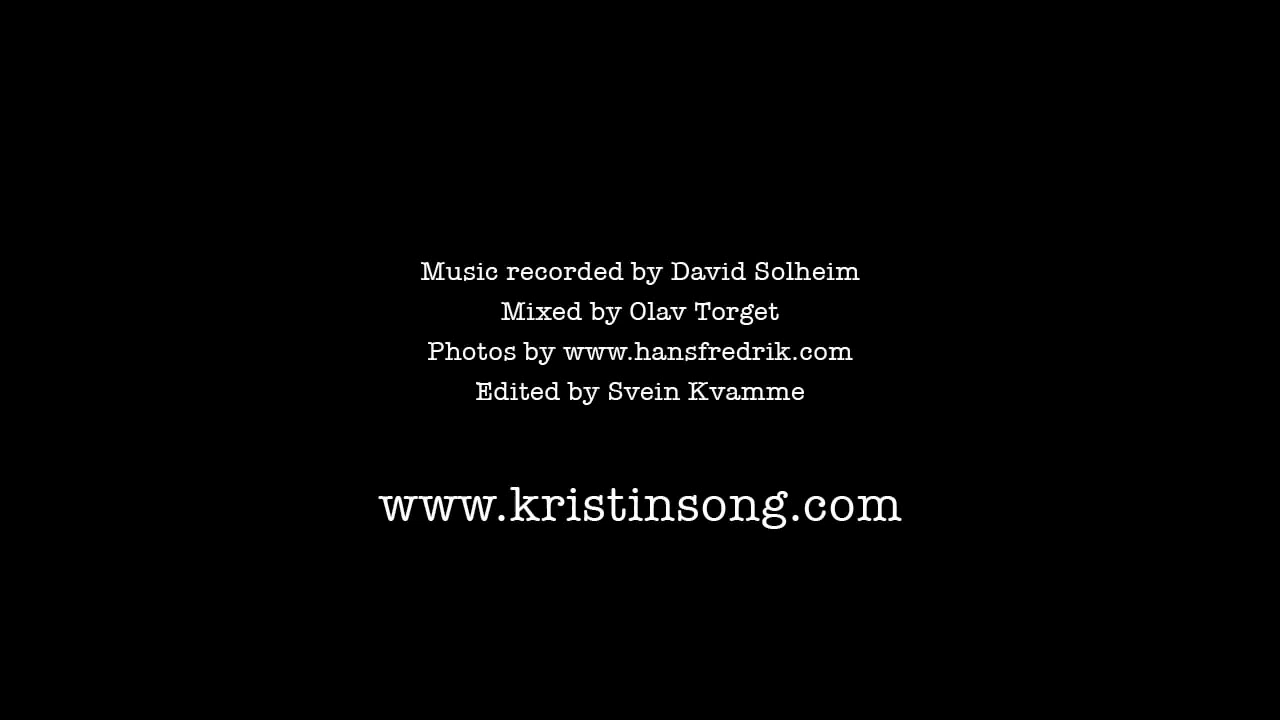 Music recorded by David Solheim
Mixed by Olav Torget
Photos by www.hansfredrik.com
Edited by Svein Kvamme
www.kristinsong.com